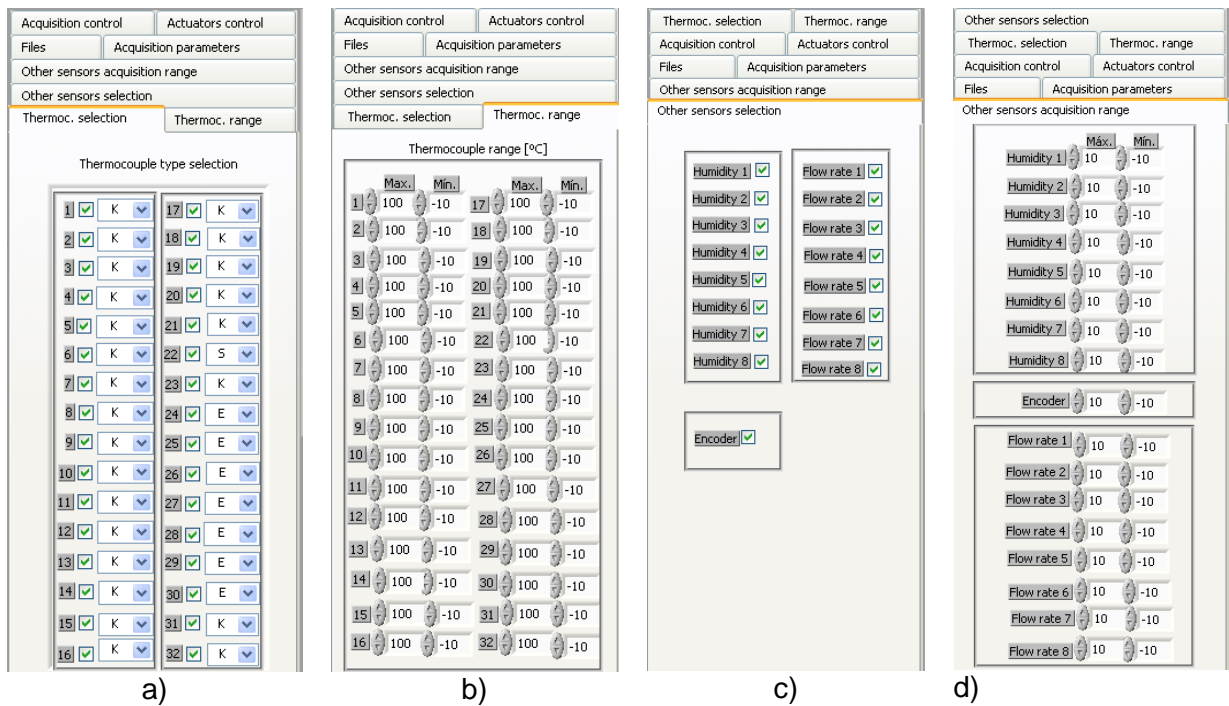 Acquisition control Actuators control
Files Acquisition parameters
Other sensors acquisition range
Other sensors selection
Thermoc. selection Thermoc. range
Thermocouple type selection
1 K 17 K
2 K 18 K
3 K 19 K
4 K 20 K
5 K 21 K
6 K 22 S
7 K 23 K
8 K 24 E
9 K 25 E
10 K 26 E
11 K 27 E
12 K 28 E
13 K 29 E
14 K 30 E
15 K 31 K
16 K 32 K
a)
Acquisition control Actuators control
Files Acquisition parameters
Other sensors acquisition range
Other sensors selection
Thermoc. selection Thermoc. range
Thermocouple range [ºC]
Max. Mín. Max. Mín.
1 100 -10 17 100 -10
2 100 -10 18 100 -10
3 100 -10 19 100 -10
4 100 -10 20 100 -10
5 100 -10 21 100 -10
6 100 -10 22 100 -10
7 100 -10 23 100 -10
8 100 -10 24 100 -10
9 100 -10 25 100 -10
10 100 -10 26 100 -10
11 100 -10 27 100 -10
12 100 -10 28 100 -10
13 100 -10 29 100 -10
14 100 -10 30 100 -10
15 100 -10 31 100 -10
16 100 -10 32 100 -10
b)
Thermoc. selection Thermoc. range
Acquisition control Actuators control
Files Acquisition parameters
Other sensors acquisition range
Other sensors selection
Humidity 1 Flow rate 1
Humidity 2 Flow rate 2
Humidity 3 Flow rate 3
Humidity 4 Flow rate 4
Humidity 5 Flow rate 5
Humidity 6 Flow rate 6
Humidity 7 Flow rate 7
Humidity 8 Flow rate 8
Encoder
c)
Other sensors selection
Thermoc. selection Thermoc. range
Acquisition control Actuators control
Files Acquisition parameters
Other sensors acquisition range
Máx. Mín.
Humidity 1 10 -10
Humidity 2 10 -10
Humidity 3 10 -10
Humidity 4 10 -10
Humidity 5 10 -10
Humidity 6 10 -10
Humidity 7 10 -10
Humidity 8 10 -10
Encoder 10 -10
Flow rate 1 10 -10
Flow rate 2 10 -10
Flow rate 3 10 -10
Flow rate 4 10 -10
Flow rate 5 10 -10
Flow rate 6 10 -10
Flow rate 7 10 -10
Flow rate 8 10 -10
d)